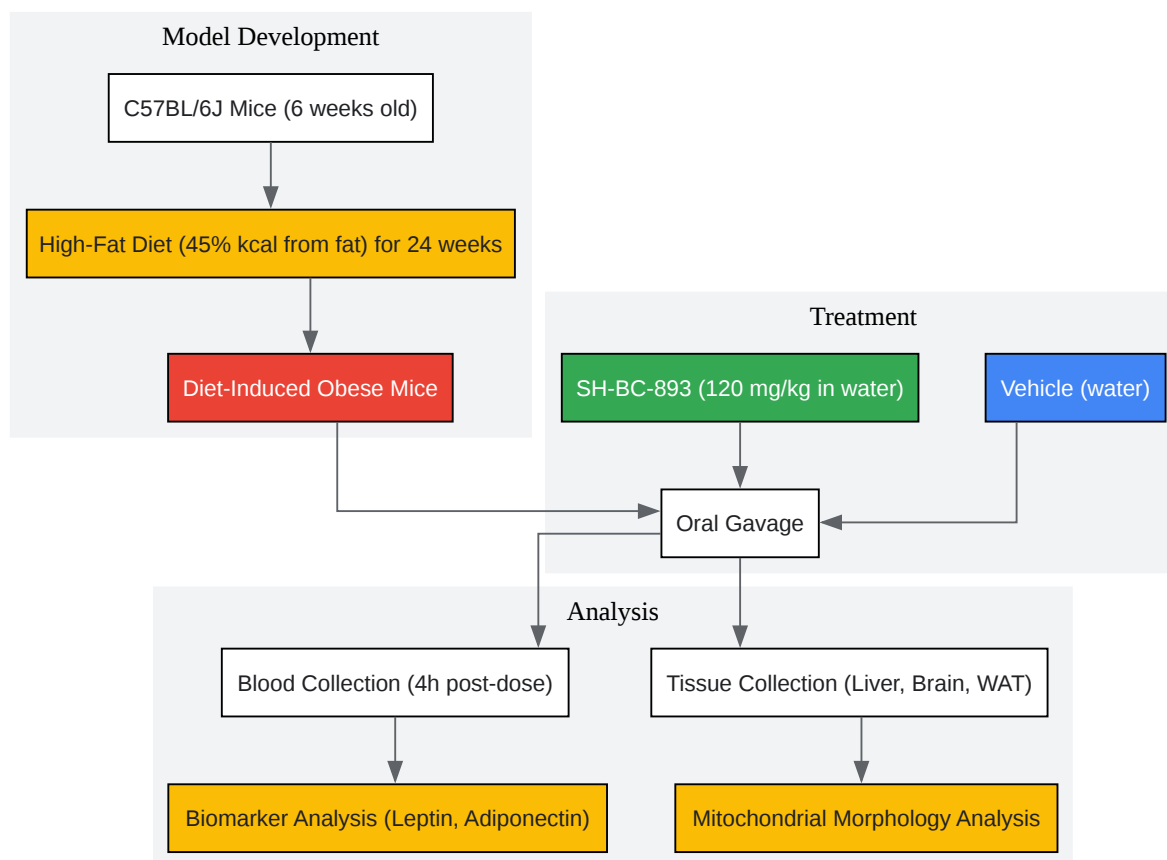 Model Development
C57BL/6J Mice (6 weeks old)
High-Fat Diet (45% kcal from fat) for 24 weeks
Diet-Induced Obese Mice
Treatment
SH-BC-893 (120 mg/kg in water)
Vehicle (water)
Oral Gavage
Analysis
Blood Collection (4h post-dose)
Tissue Collection (Liver, Brain, WAT)
Biomarker Analysis (Leptin, Adiponectin)
Mitochondrial Morphology Analysis